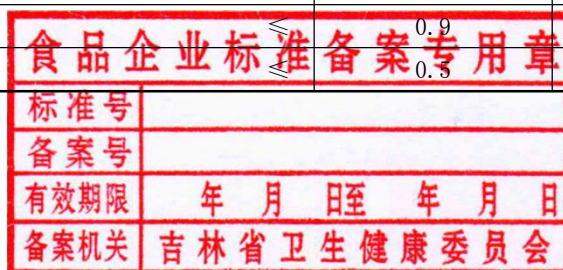 ≤ 0.9
食品企业标准备案专用章
≤ 0.5
标准号
备案号
有效期限 年 月 日至 年 月 日
备案机关 吉林省卫生健康委员会